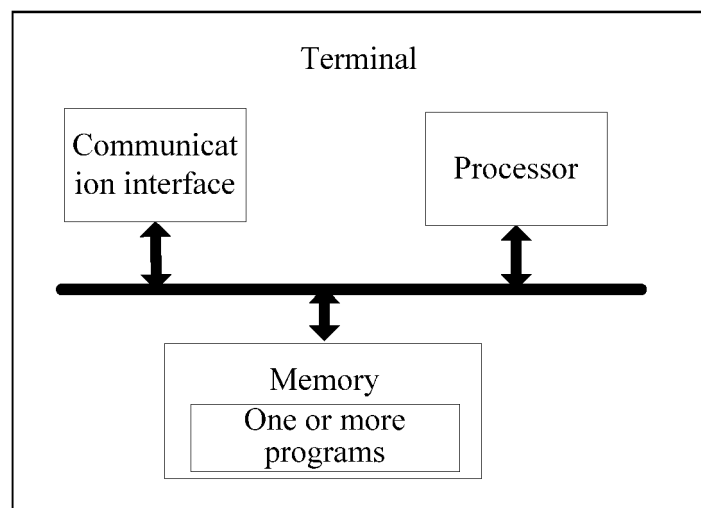 Terminal
Communicat
ion interface
Processor
Memory
One or more
programs